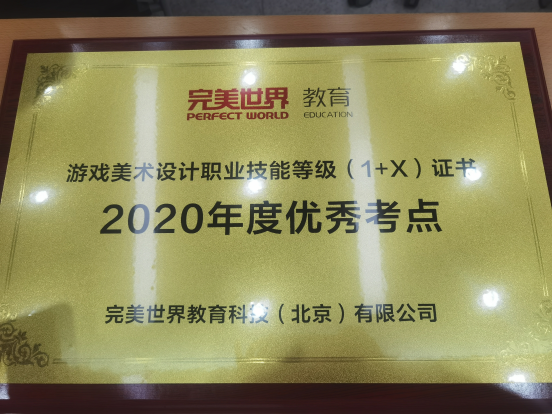 完美世界 教育
PERFECT WORLD EDUCATION
游戏美术设计职业技能等级（1+X）证书
2020年度优秀考点
完美世界教育科技（北京）有限公司